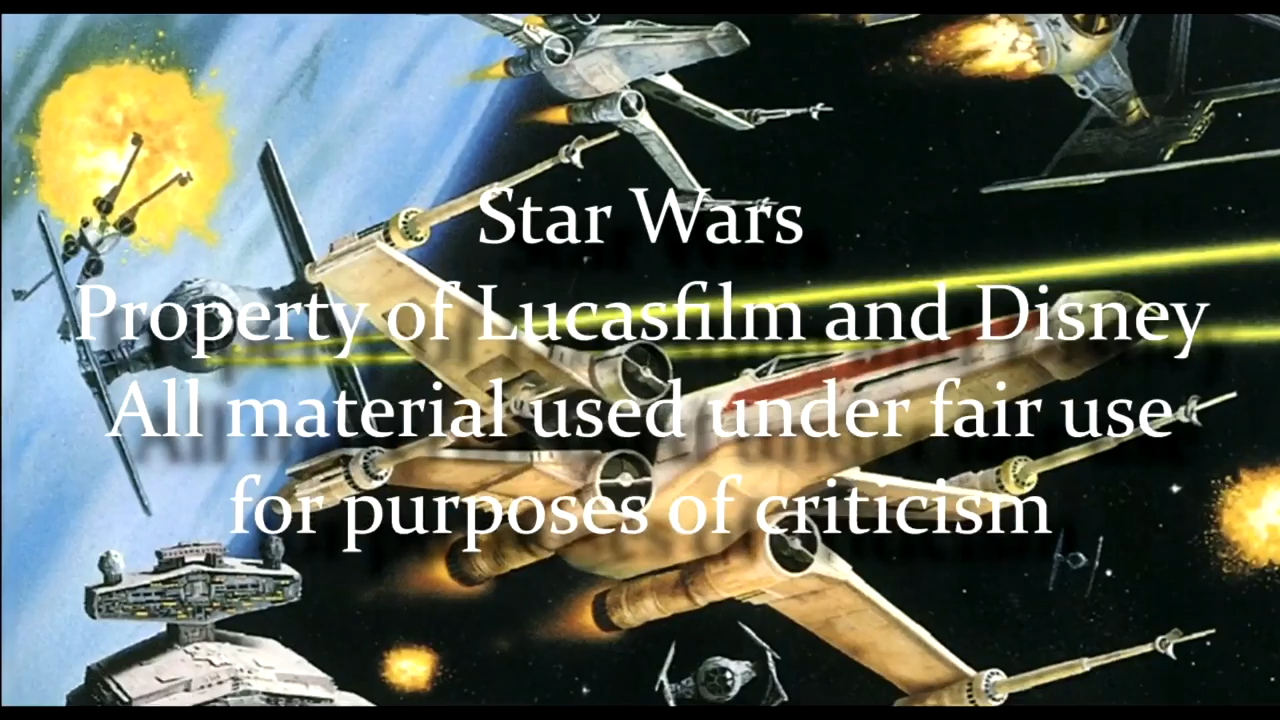 Star Wars
Property of Lucasfilm and Disney
All material used under fair use
for purposes of criticism